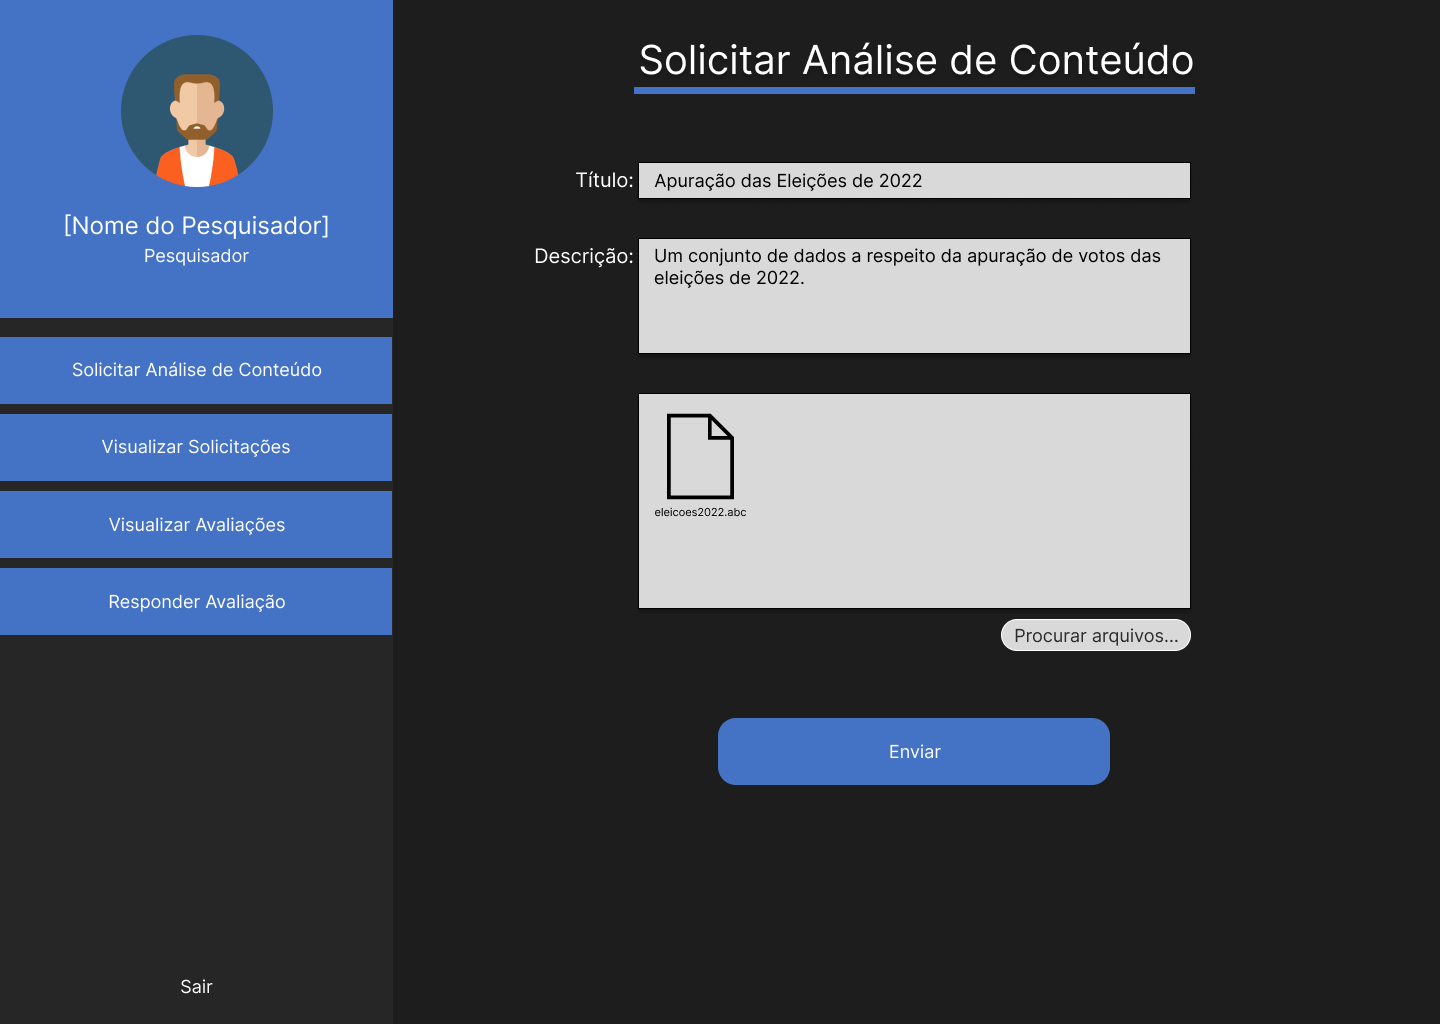 [Nome do Pesquisador]
Pesquisador
Solicitar Análise de Conteúdo
Visualizar Solicitações
Visualizar Avaliações
Responder Avaliação
Sair
Solicitar Análise de Conteúdo
Título:
Apuração das Eleições de 2022
Descrição:
Um conjunto de dados a respeito da apuração de votos das
eleições de 2022.
eleicoes2022.abc
Procurar arquivos...
Enviar